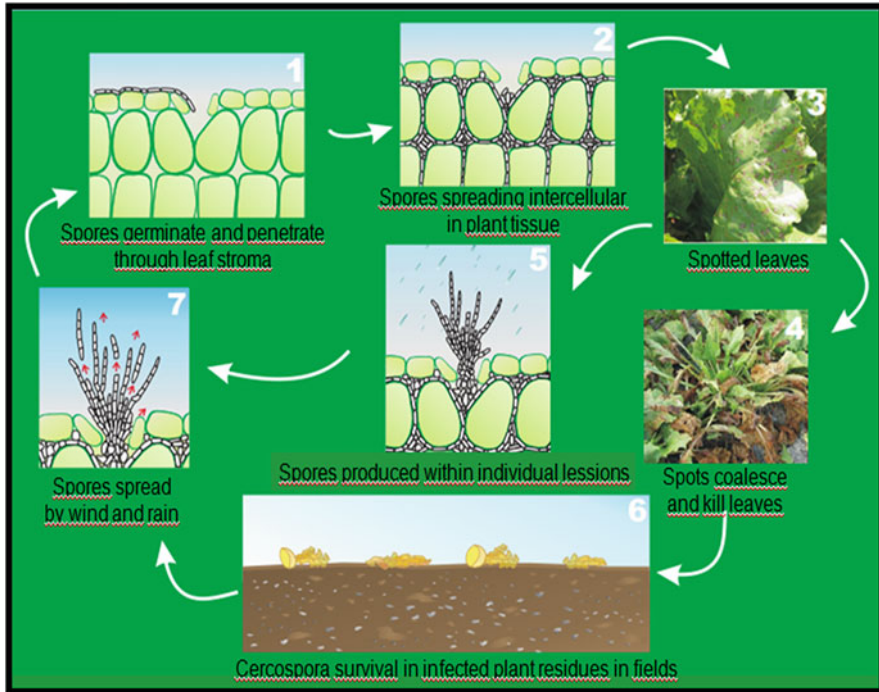 1
Spores germinate and penetrate
through leaf stroma
2
Spores spreading intercellular
in plant tissue
3
Spotted leaves
4
Spots coalesce
and kill leaves
5
Spores produced within individual lessions
6
Cercospora survival in infected plant residues in fields
7
Spores spread
by wind and rain